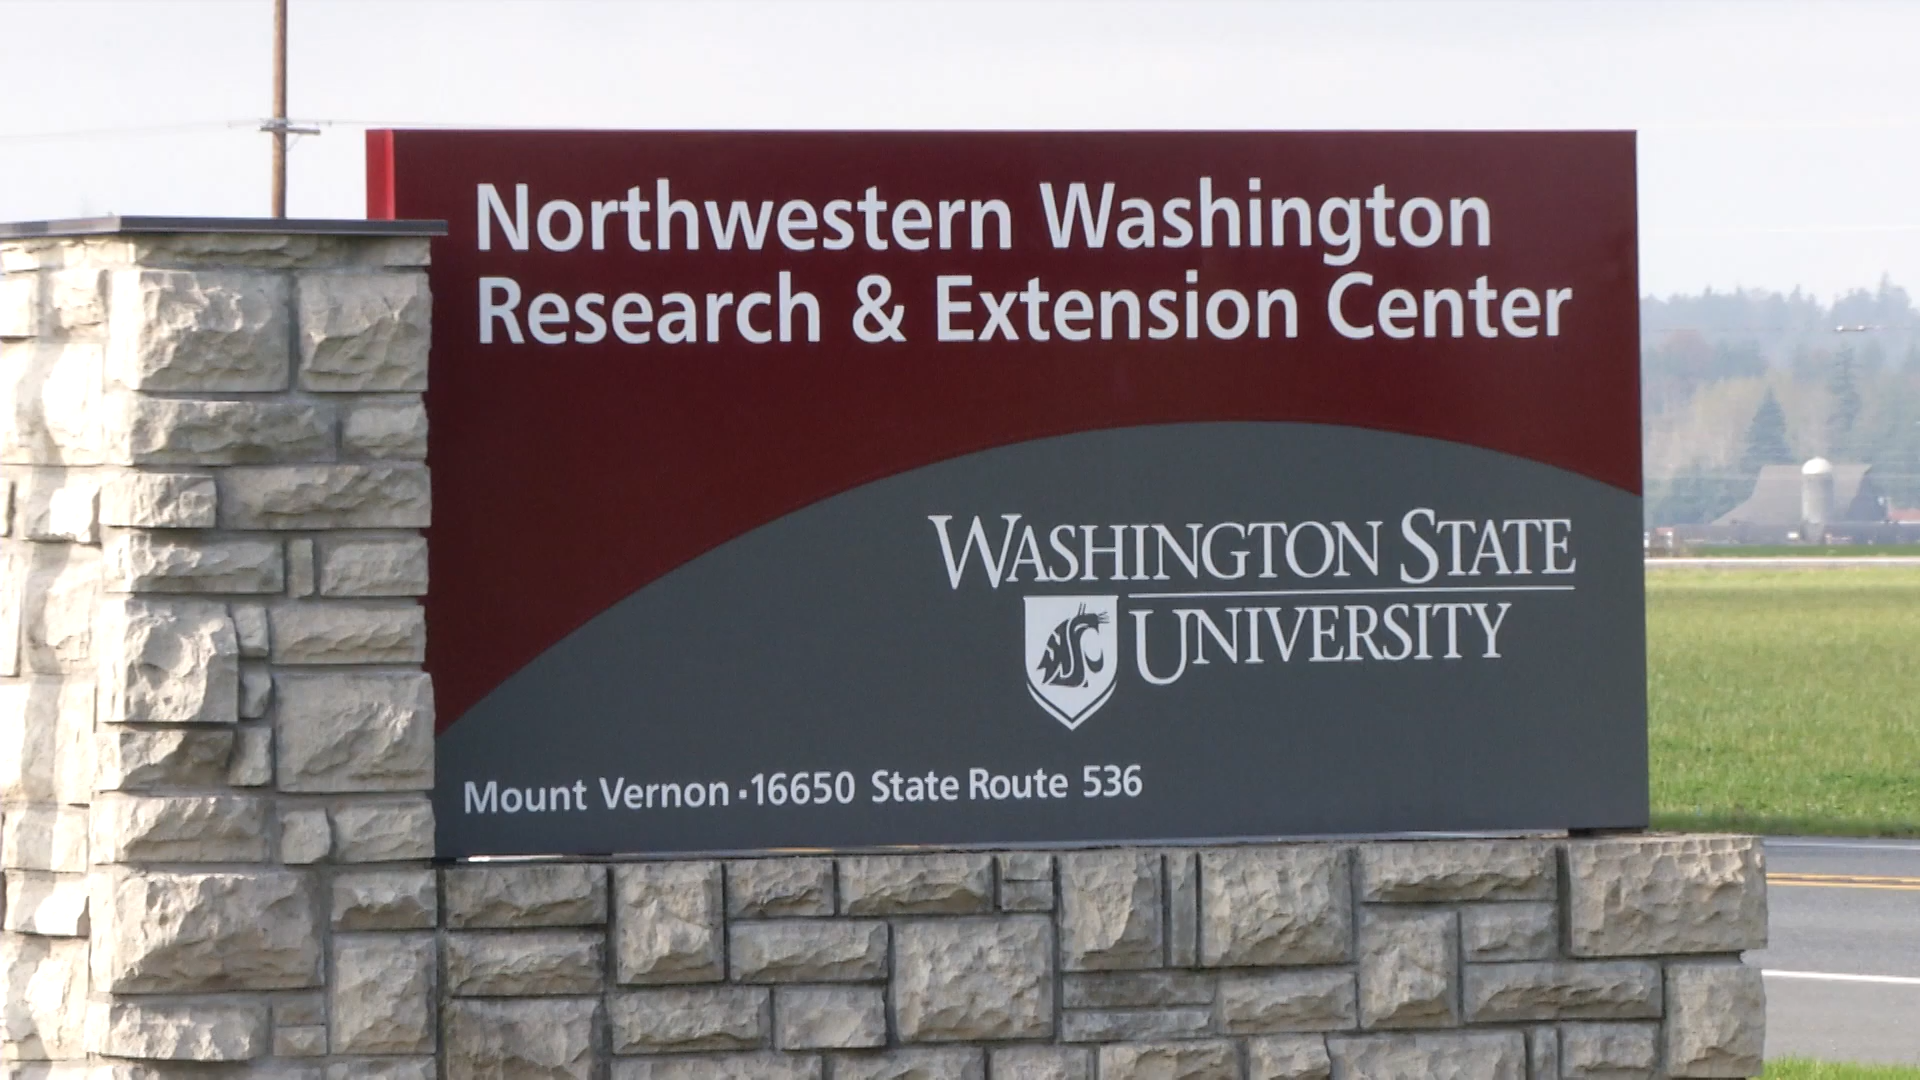 Northwestern Washington
Research & Extension Center
WASHINGTON STATE
UNIVERSITY
Mount Vernon · 16650 State Route 536